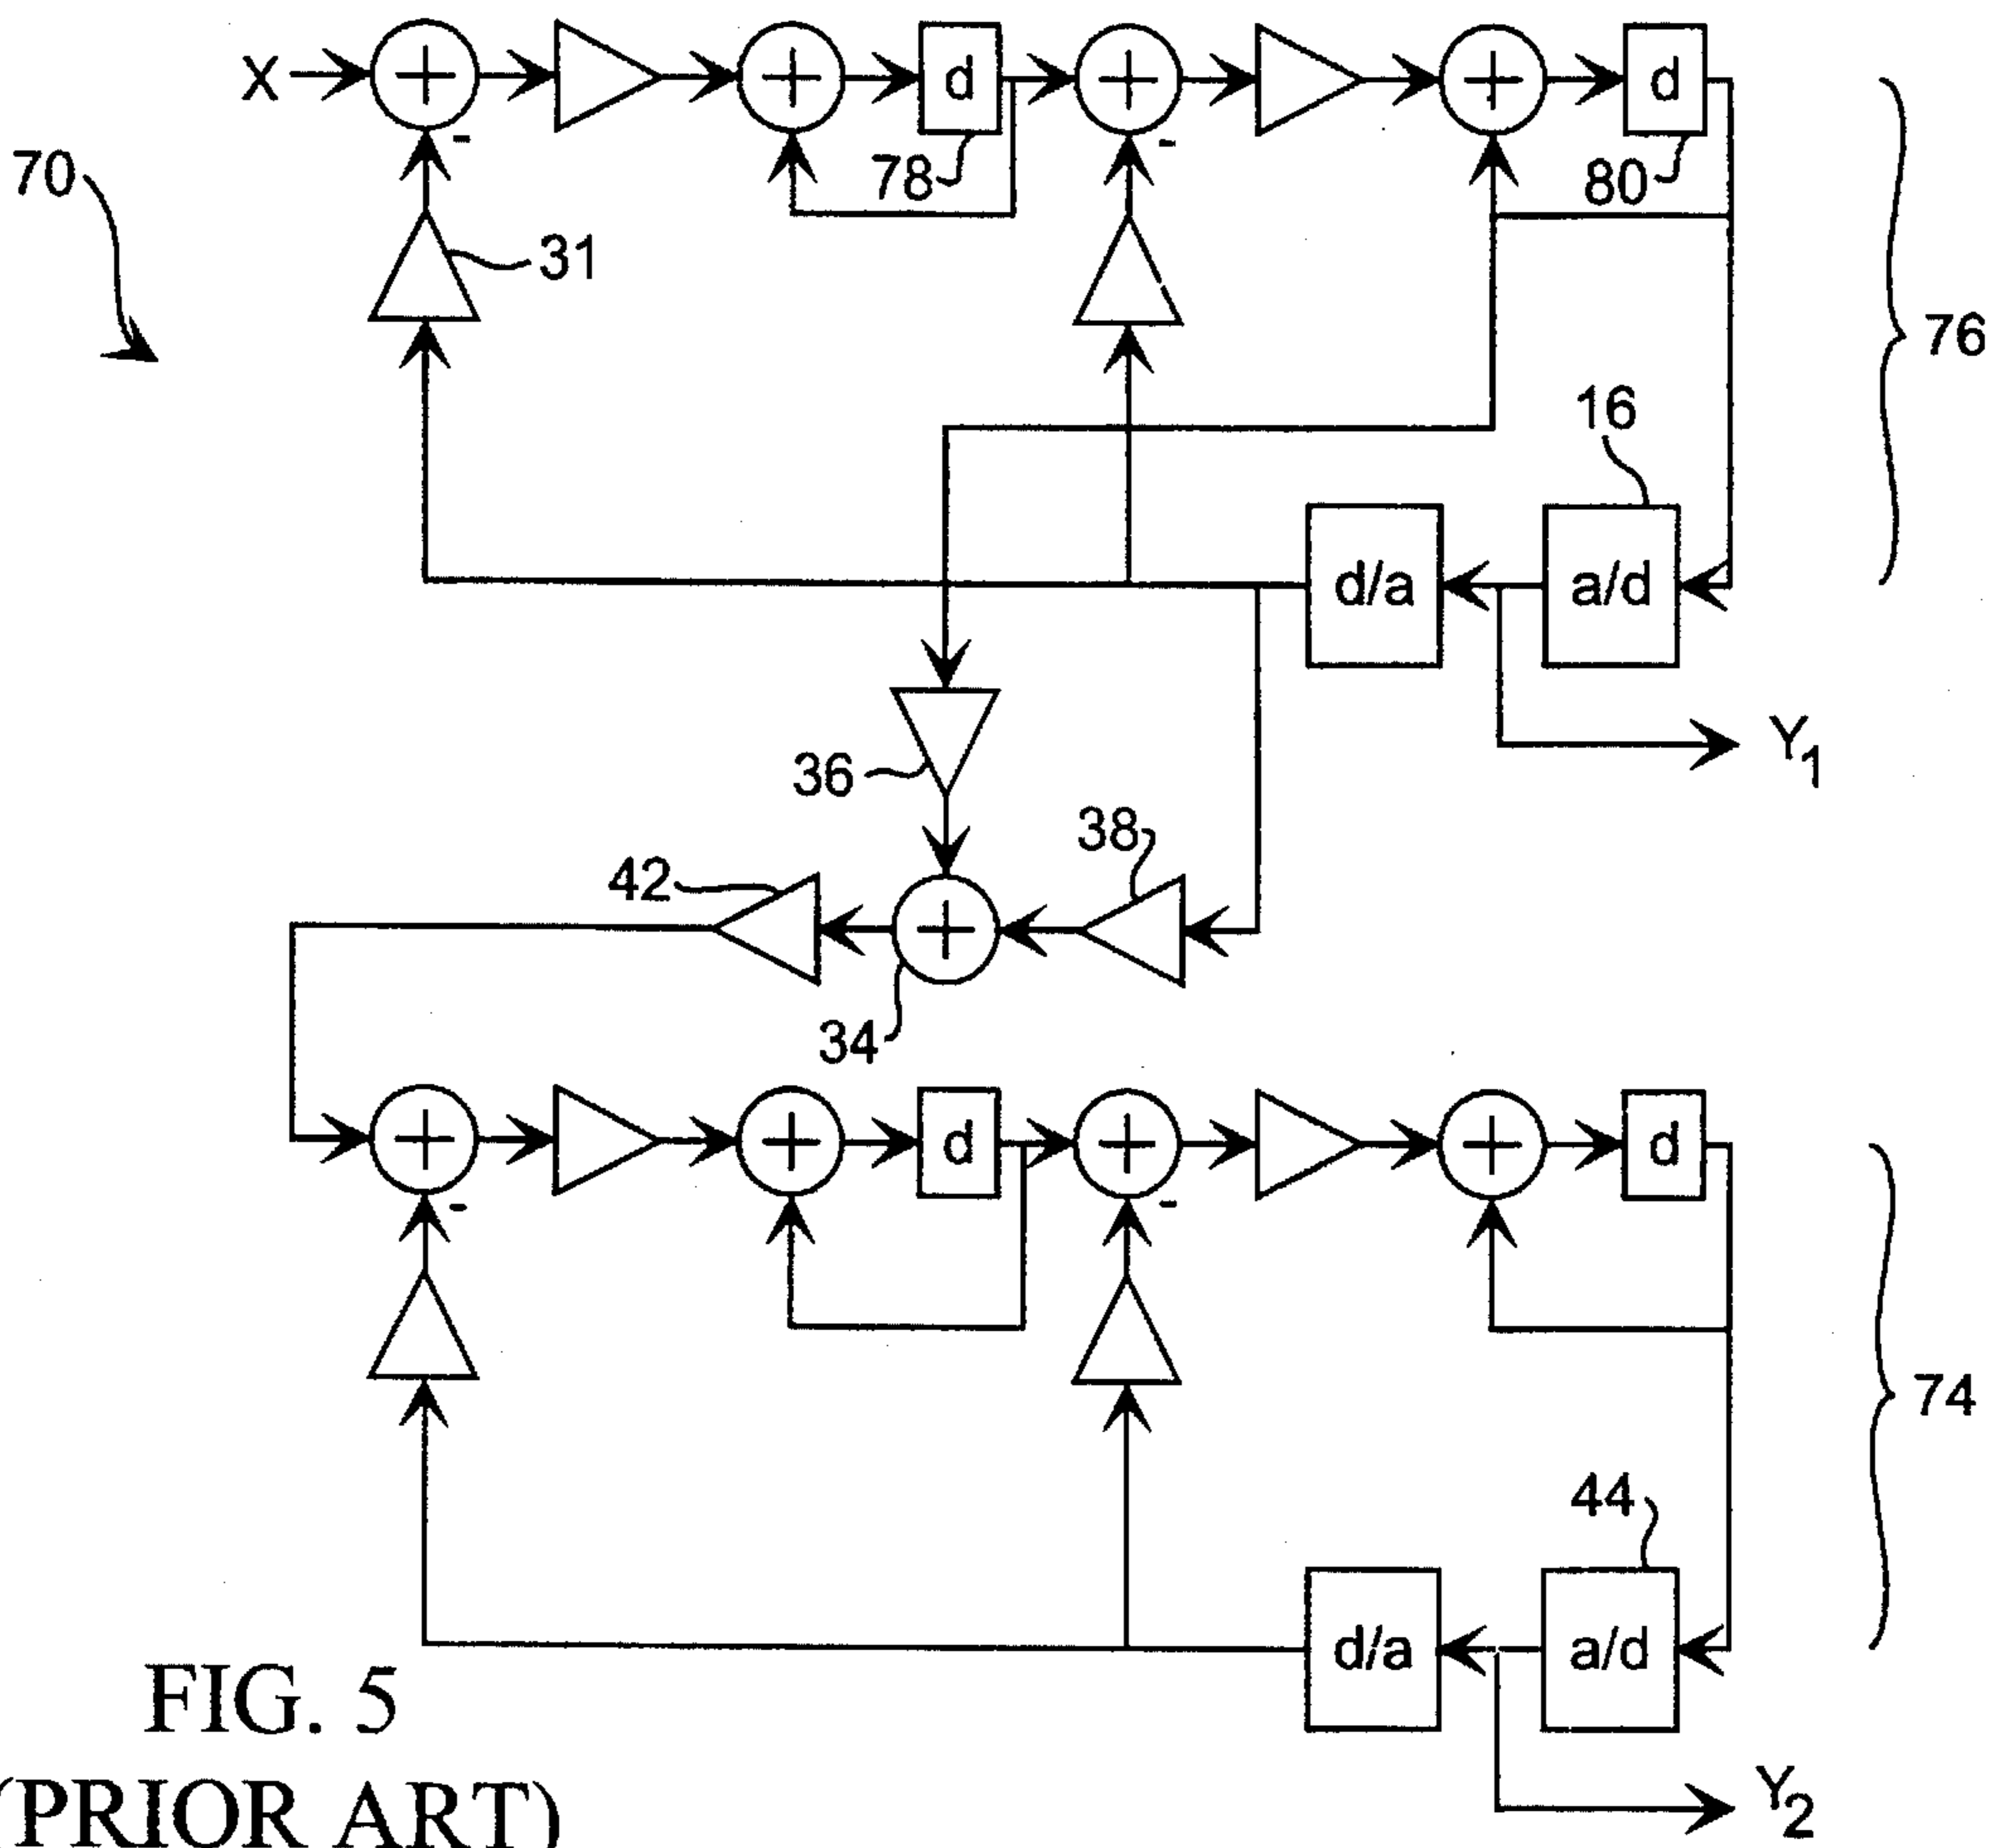 X
+
+
d
+
+
d
-
-
70
78
80
31
76
16
d/a
a/d
Y1
36
38
42
+
34
+
+
d
+
+
d
-
-
74
44
d/a
a/d
FIG. 5
Y2
(PRIOR ART)